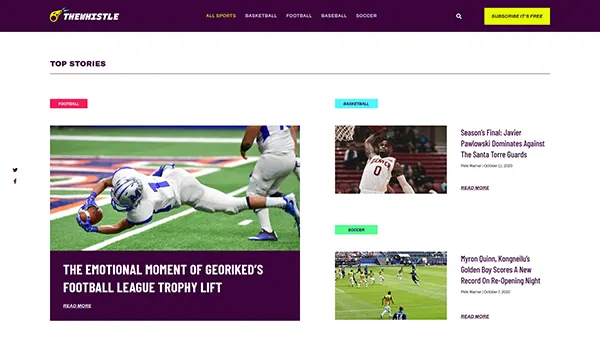 THEWHISTLE
ALL SPORTS
BASKETBALL
FOOTBALL
BASEBALL
SOCCER
SUBSCRIBE IT'S FREE
TOP STORIES
FOOTBALL
THE EMOTIONAL MOMENT OF GEORIKED'S
FOOTBALL LEAGUE TROPHY LIFT
READ MORE
BASKETBALL
0
Season's Final: Javier
Pawlowski Dominates Against
The Santa Torre Guards
Pete Warner | October 12, 2020
READ MORE
SOCCER
Myron Quinn, Kongneilu's
Golden Boy Scores A New
Record On Re-Opening Night
Pete Warner | October 7, 2020
READ MORE